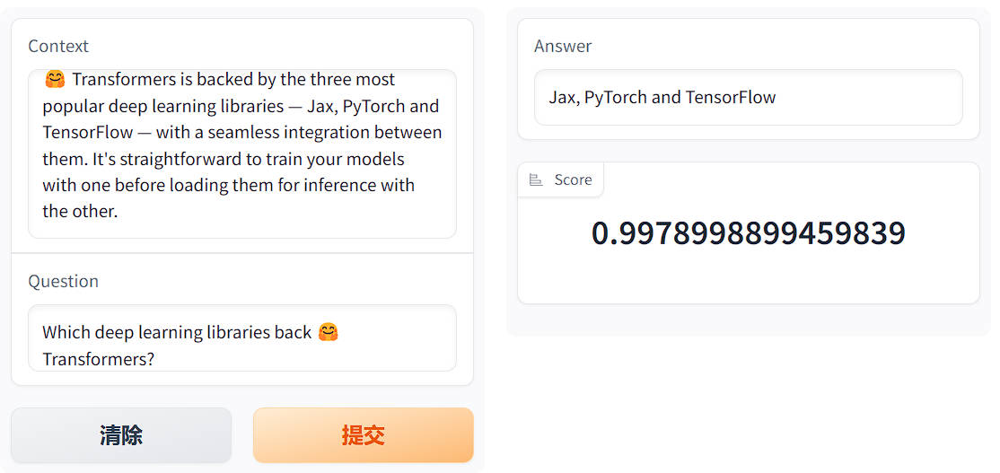 Context
🤗 Transformers is backed by the three most
popular deep learning libraries — Jax, PyTorch and
TensorFlow — with a seamless integration between
them. It's straightforward to train your models
with one before loading them for inference with
the other.
Question
Which deep learning libraries back 🤗
Transformers?
清除
提交
Answer
Jax, PyTorch and TensorFlow
Score
0.9978998899459839